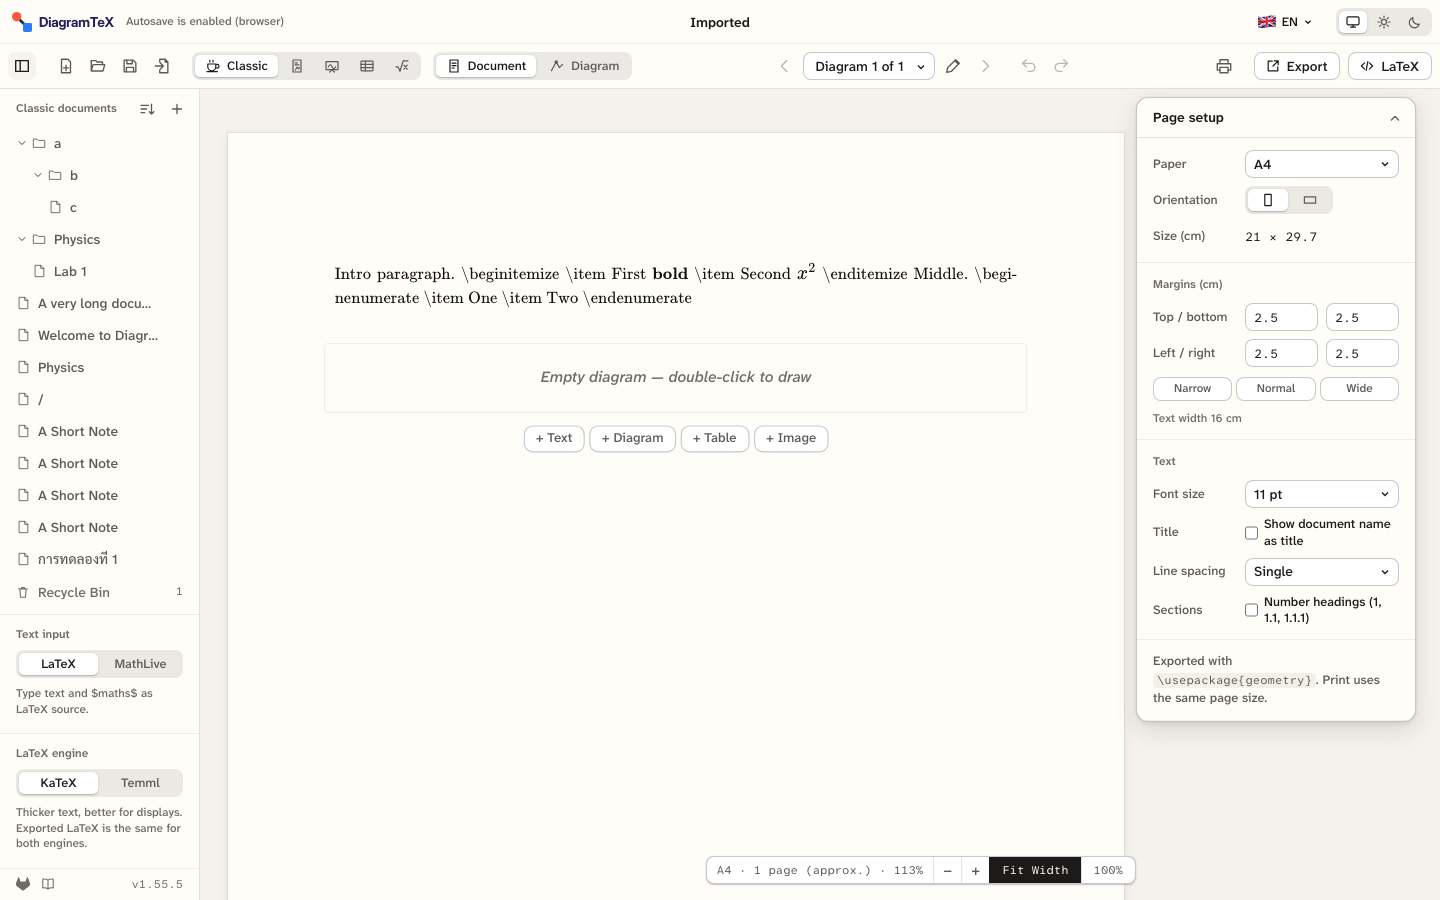 DiagramTeX
Autosave is enabled (browser)
Imported
EN
Classic
Document
Diagram
Diagram 1 of 1
Export
LaTeX
Classic documents
a
b
c
Physics
Lab 1
A very long docu...
Welcome to Diagr...
Physics
/
A Short Note
A Short Note
A Short Note
A Short Note
การทดลองที่ 1
Recycle Bin 1
Text input
LaTeX MathLive
Type text and $maths$ as
LaTeX source.
LaTeX engine
KaTeX Temml
Thicker text, better for displays.
Exported LaTeX is the same for
both engines.
v1.55.5
Intro paragraph. \beginitemize \item First bold \item Second x² \enditemize Middle. \begi-
nenumerate \item One \item Two \endenumerate
Empty diagram — double-click to draw
+ Text + Diagram + Table + Image
A4 · 1 page (approx.) · 113% − + Fit Width 100%
Page setup
Paper A4
Orientation
Size (cm) 21 × 29.7
Margins (cm)
Top / bottom 2.5 2.5
Left / right 2.5 2.5
Narrow Normal Wide
Text width 16 cm
Text
Font size 11 pt
Title Show document name
as title
Line spacing Single
Sections Number headings (1,
1.1, 1.1.1)
Exported with
\usepackage{geometry}. Print uses
the same page size.